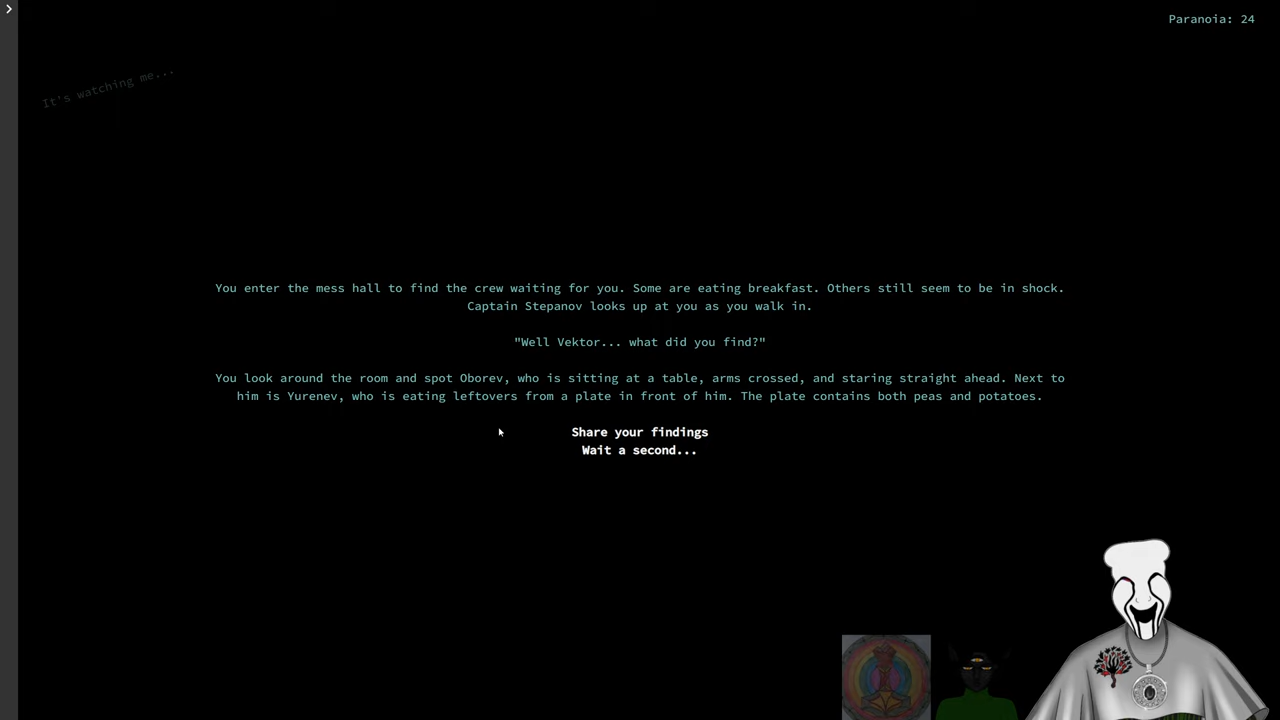 Paranoia: 24
It's watching me...
You enter the mess hall to find the crew waiting for you. Some are eating breakfast. Others still seem to be in shock.
Captain Stepanov looks up at you as you walk in.
"Well Vektor... what did you find?"
You look around the room and spot Oborev, who is sitting at a table, arms crossed, and staring straight ahead. Next to
him is Yurenev, who is eating leftovers from a plate in front of him. The plate contains both peas and potatoes.
Share your findings
Wait a second...